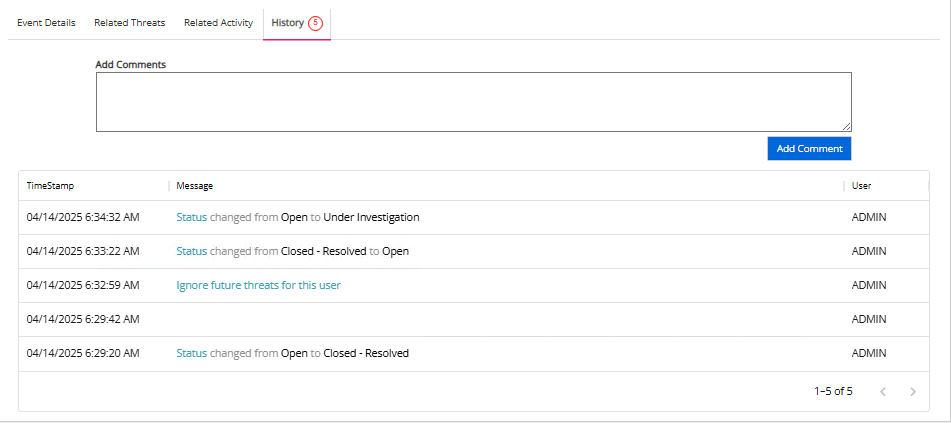 Event Details Related Threats Related Activity History 5
Add Comments
Add Comment
TimeStamp Message User
04/14/2025 6:34:32 AM Status changed from Open to Under Investigation ADMIN
04/14/2025 6:33:22 AM Status changed from Closed - Resolved to Open ADMIN
04/14/2025 6:32:59 AM Ignore future threats for this user ADMIN
04/14/2025 6:29:42 AM ADMIN
04/14/2025 6:29:20 AM Status changed from Open to Closed - Resolved ADMIN
1–5 of 5